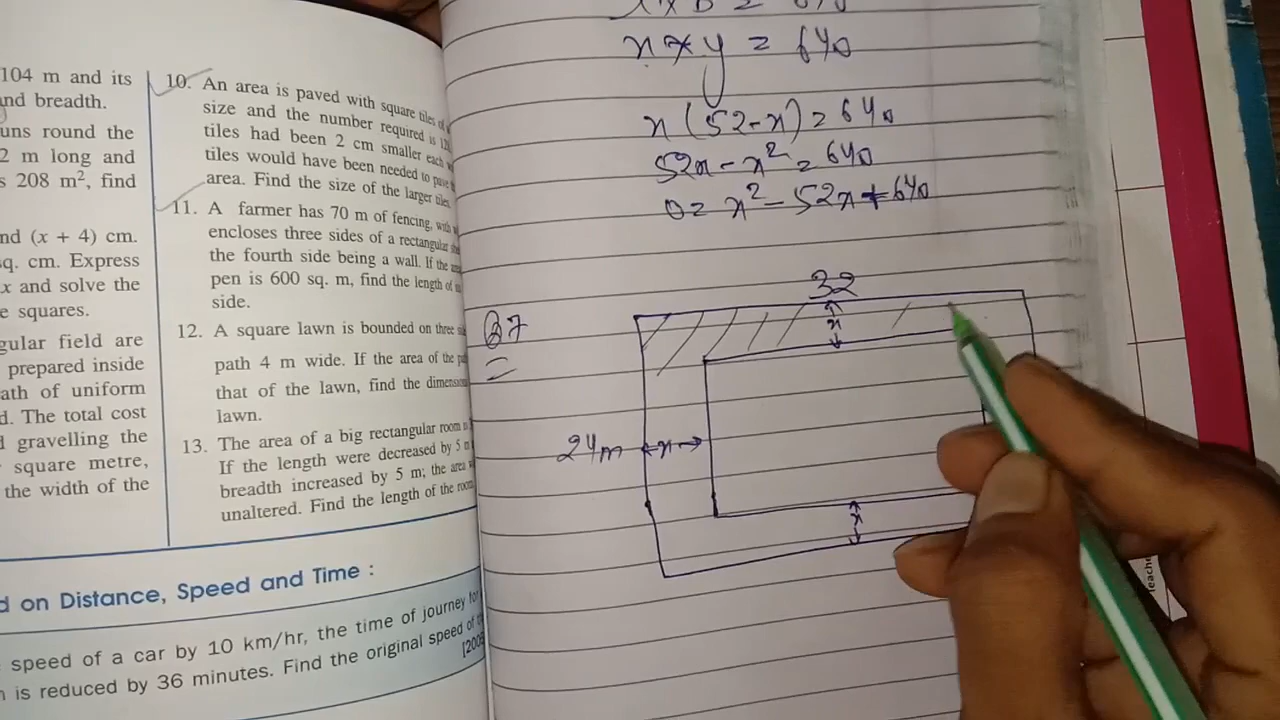 104 m and its
and breadth.
uns round the
2 m long and
s 208 m², find
nd (x + 4) cm.
sq. cm. Express
x and solve the
e squares.
gular field are
prepared inside
ath of uniform
d. The total cost
gravelling the
square metre,
the width of the
10. An area is paved with square tiles of
size and the number required is
tiles had been 2 cm smaller each
tiles would have been needed to pave
area. Find the size of the larger tiles.
11. A farmer has 70 m of fencing, with
encloses three sides of a rectangular
the fourth side being a wall. If the
pen is 600 sq. m, find the length of
side.
12. A square lawn is bounded on three
path 4 m wide. If the area of the
that of the lawn, find the dimensions
lawn.
13. The area of a big rectangular room
If the length were decreased by 5 m
breadth increased by 5 m; the area
unaltered. Find the length of the room.
d on Distance, Speed and Time :
speed of a car by 10 km/hr, the time of journey for
is reduced by 36 minutes. Find the original speed of
x × y = 640
x (52-x) = 640
52x - x² = 640
0 = x² - 52x + 640
Q7
32
x
24m
x
x
Teache